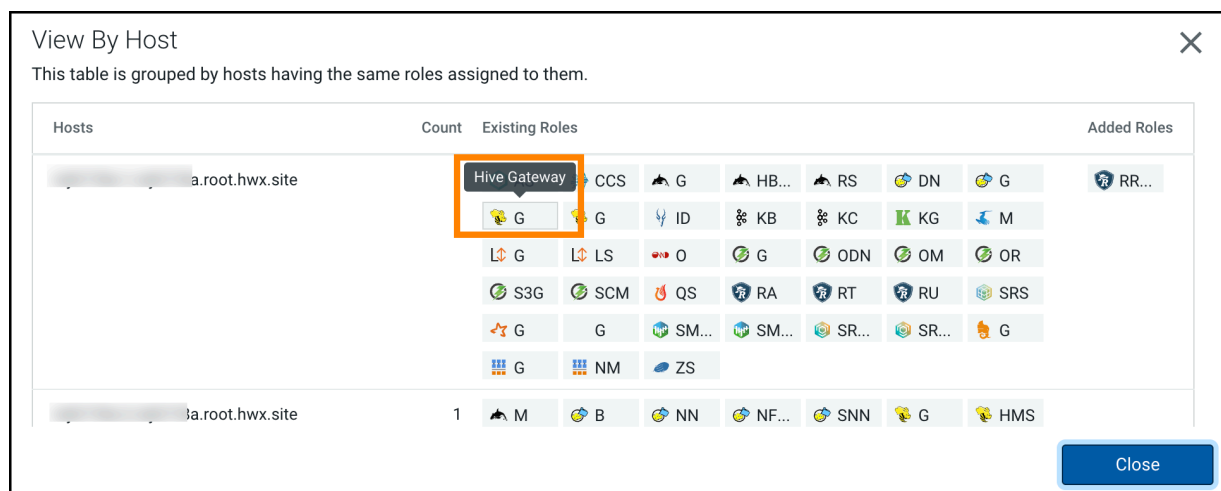 View By Host
This table is grouped by hosts having the same roles assigned to them.
Hosts Count Existing Roles Added Roles
a.root.hwx.site Hive Gateway CCS G HB... RS DN G RR...
G G ID KB KC KG M
G LS O G ODN OM OR
S3G SCM QS RA RT RU SRS
G G SM... SM... SR... SR... G
G NM ZS
a.root.hwx.site 1 M B NN NF... SNN G HMS
Close